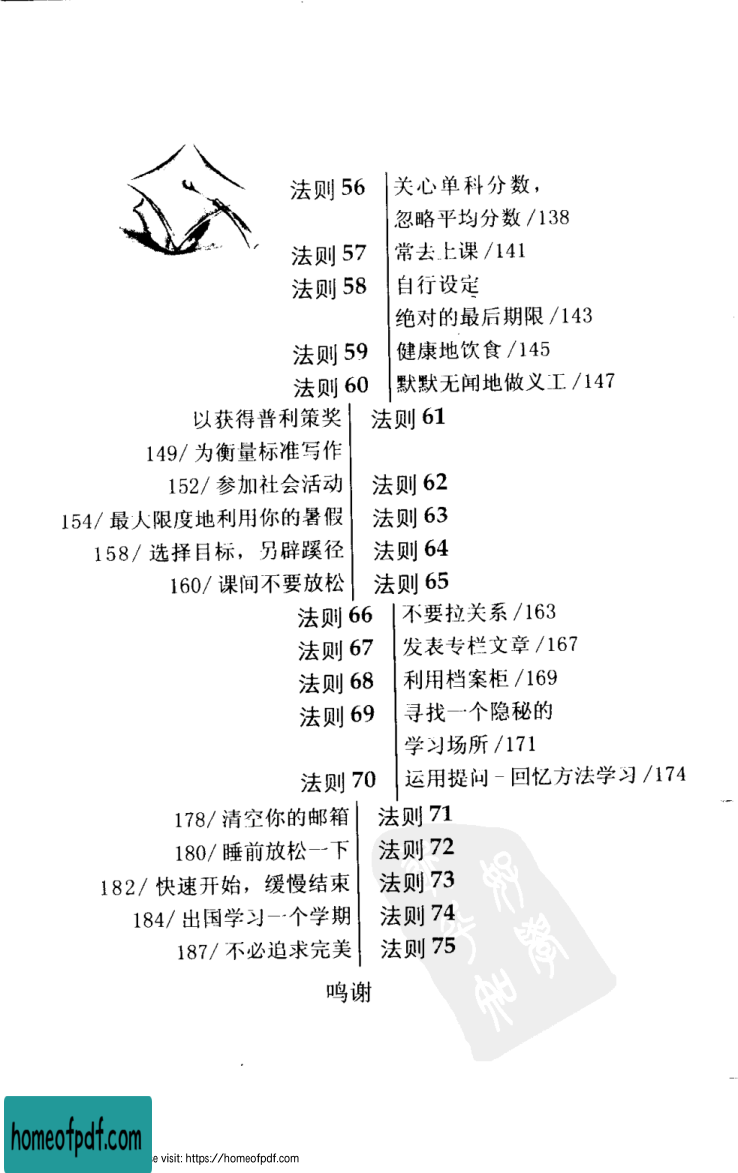 法则 56 关心单科分数，
忽略平均分数 /138
法则 57 常去上课 /141
法则 58 自行设定
绝对的最后期限 /143
法则 59 健康地饮食 /145
法则 60 默默无闻地做义工 /147
以获得普利策奖 法则 61
149/ 为衡量标准写作
152/ 参加社会活动 法则 62
154/ 最大限度地利用你的暑假 法则 63
158/ 选择目标，另辟蹊径 法则 64
160/ 课间不要放松 法则 65
法则 66 不要拉关系 /163
法则 67 发表专栏文章 /167
法则 68 利用档案柜 /169
法则 69 寻找一个隐秘的
学习场所 /171
法则 70 运用提问－回忆方法学习 /174
178/ 清空你的邮箱 法则 71
180/ 睡前放松一下 法则 72
182/ 快速开始，缓慢结束 法则 73
184/ 出国学习一个学期 法则 74
187/ 不必追求完美 法则 75
鸣谢
homeofpdf.com
e visit: https://homeofpdf.com